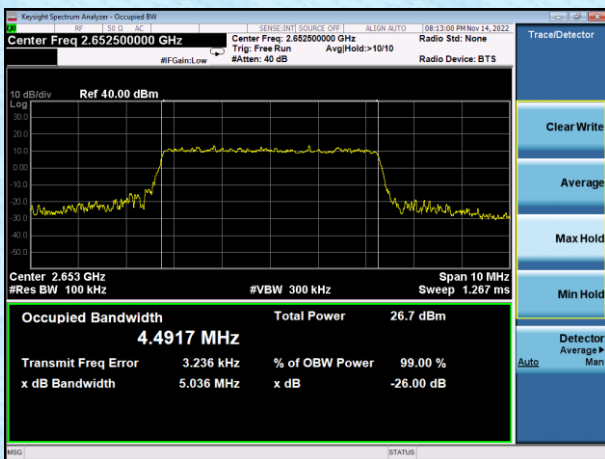 Keysight Spectrum Analyzer - Occupied BW
RF 50 Ω AC SENSE:INT SOURCE OFF ALIGN AUTO 08:13:00 PM Nov 14, 2022
Center Freq 2.652500000 GHz
Center Freq: 2.652500000 GHz
Radio Std: None
Trig: Free Run Avg|Hold:>10/10
#IFGain:Low #Atten: 40 dB Radio Device: BTS
Trace/Detector
10 dB/div Ref 40.00 dBm
Log
30.0
20.0
10.0
0.00
-10.0
-20.0
-30.0
-40.0
-50.0
Center 2.653 GHz Span 10 MHz
#Res BW 100 kHz #VBW 300 kHz Sweep 1.267 ms
Occupied Bandwidth Total Power 26.7 dBm
4.4917 MHz
Transmit Freq Error 3.236 kHz % of OBW Power 99.00 %
x dB Bandwidth 5.036 MHz x dB -26.00 dB
Clear Write
Average
Max Hold
Min Hold
Detector
Average
Auto Man
MSG STATUS